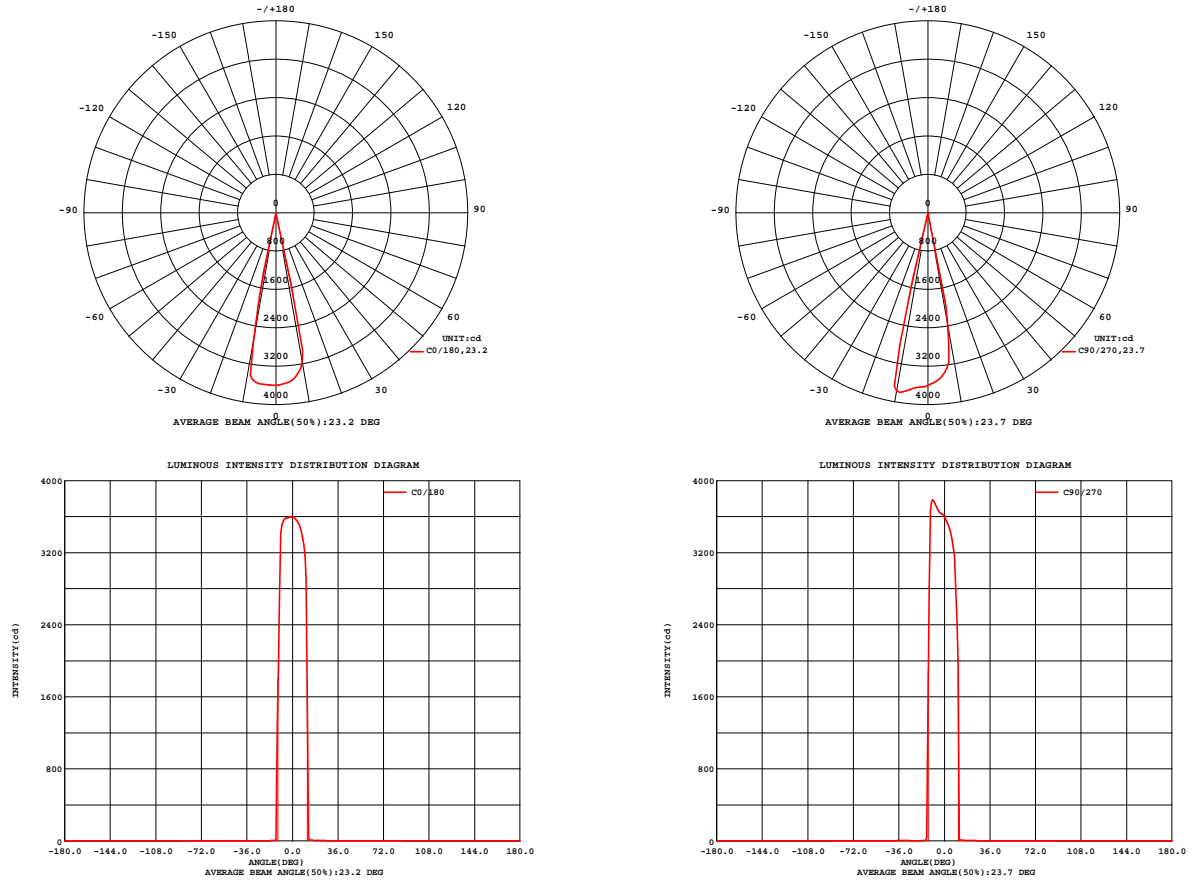 -/+180
-150
150
-120
120
-90
90
0
800
1600
2400
3200
4000
-60
60
-30
30
0
UNIT:cd
C0/180,23.2
AVERAGE BEAM ANGLE(50%):23.2 DEG
-/+180
-150
150
-120
120
-90
90
0
800
1600
2400
3200
4000
-60
60
-30
30
0
UNIT:cd
C90/270,23.7
AVERAGE BEAM ANGLE(50%):23.7 DEG
LUMINOUS INTENSITY DISTRIBUTION DIAGRAM
C0/180
INTENSITY(cd)
4000
3200
2400
1600
800
0
-180.0 -144.0 -108.0 -72.0 -36.0 0.0 36.0 72.0 108.0 144.0 180.0
ANGLE(DEG)
AVERAGE BEAM ANGLE(50%):23.2 DEG
LUMINOUS INTENSITY DISTRIBUTION DIAGRAM
C90/270
INTENSITY(cd)
4000
3200
2400
1600
800
0
-180.0 -144.0 -108.0 -72.0 -36.0 0.0 36.0 72.0 108.0 144.0 180.0
ANGLE(DEG)
AVERAGE BEAM ANGLE(50%):23.7 DEG